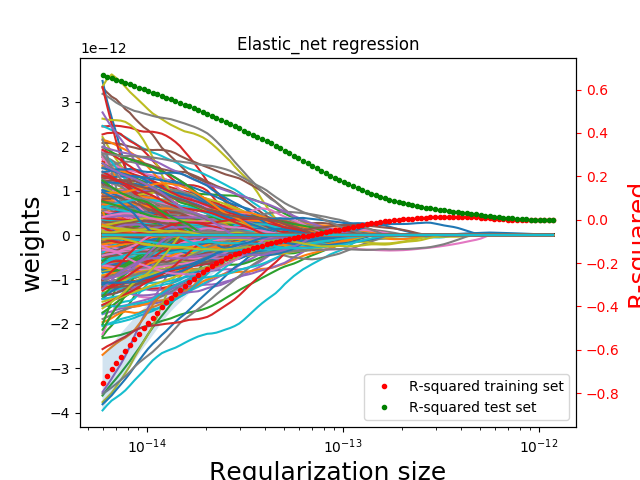 Elastic_net regression
1e−12
3
2
1
0
−1
−2
−3
−4
weights
0.6
0.4
0.2
0.0
−0.2
−0.4
−0.6
−0.8
R-squared
R-squared training set
R-squared test set
10⁻¹⁴
10⁻¹³
10⁻¹²
Regularization size